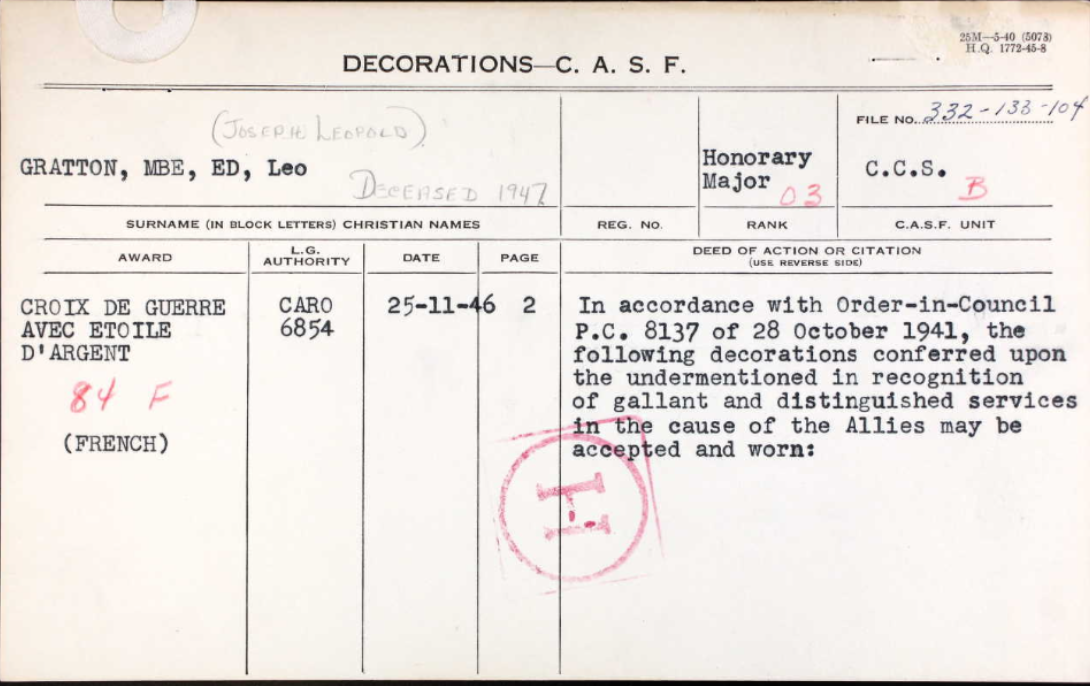 25M—5-40 (5078)
H.Q. 1772-45-8
DECORATIONS—C. A. S. F.
(JOSEPH LEOPOLD)
FILE NO. 332-133-104
GRATTON, MBE, ED, Leo
DECEASED 1947
Honorary
Major 03
C.C.S.
B
SURNAME (IN BLOCK LETTERS) CHRISTIAN NAMES
REG. NO.
RANK
C.A.S.F. UNIT
AWARD
L.G.
AUTHORITY
DATE
PAGE
DEED OF ACTION OR CITATION
(USE REVERSE SIDE)
CROIX DE GUERRE
AVEC ETOILE
D'ARGENT
84 F
(FRENCH)
CARO
6854
25-11-46
2
In accordance with Order-in-Council
P.C. 8137 of 28 October 1941, the
following decorations conferred upon
the undermentioned in recognition
of gallant and distinguished services
in the cause of the Allies may be
accepted and worn:
H